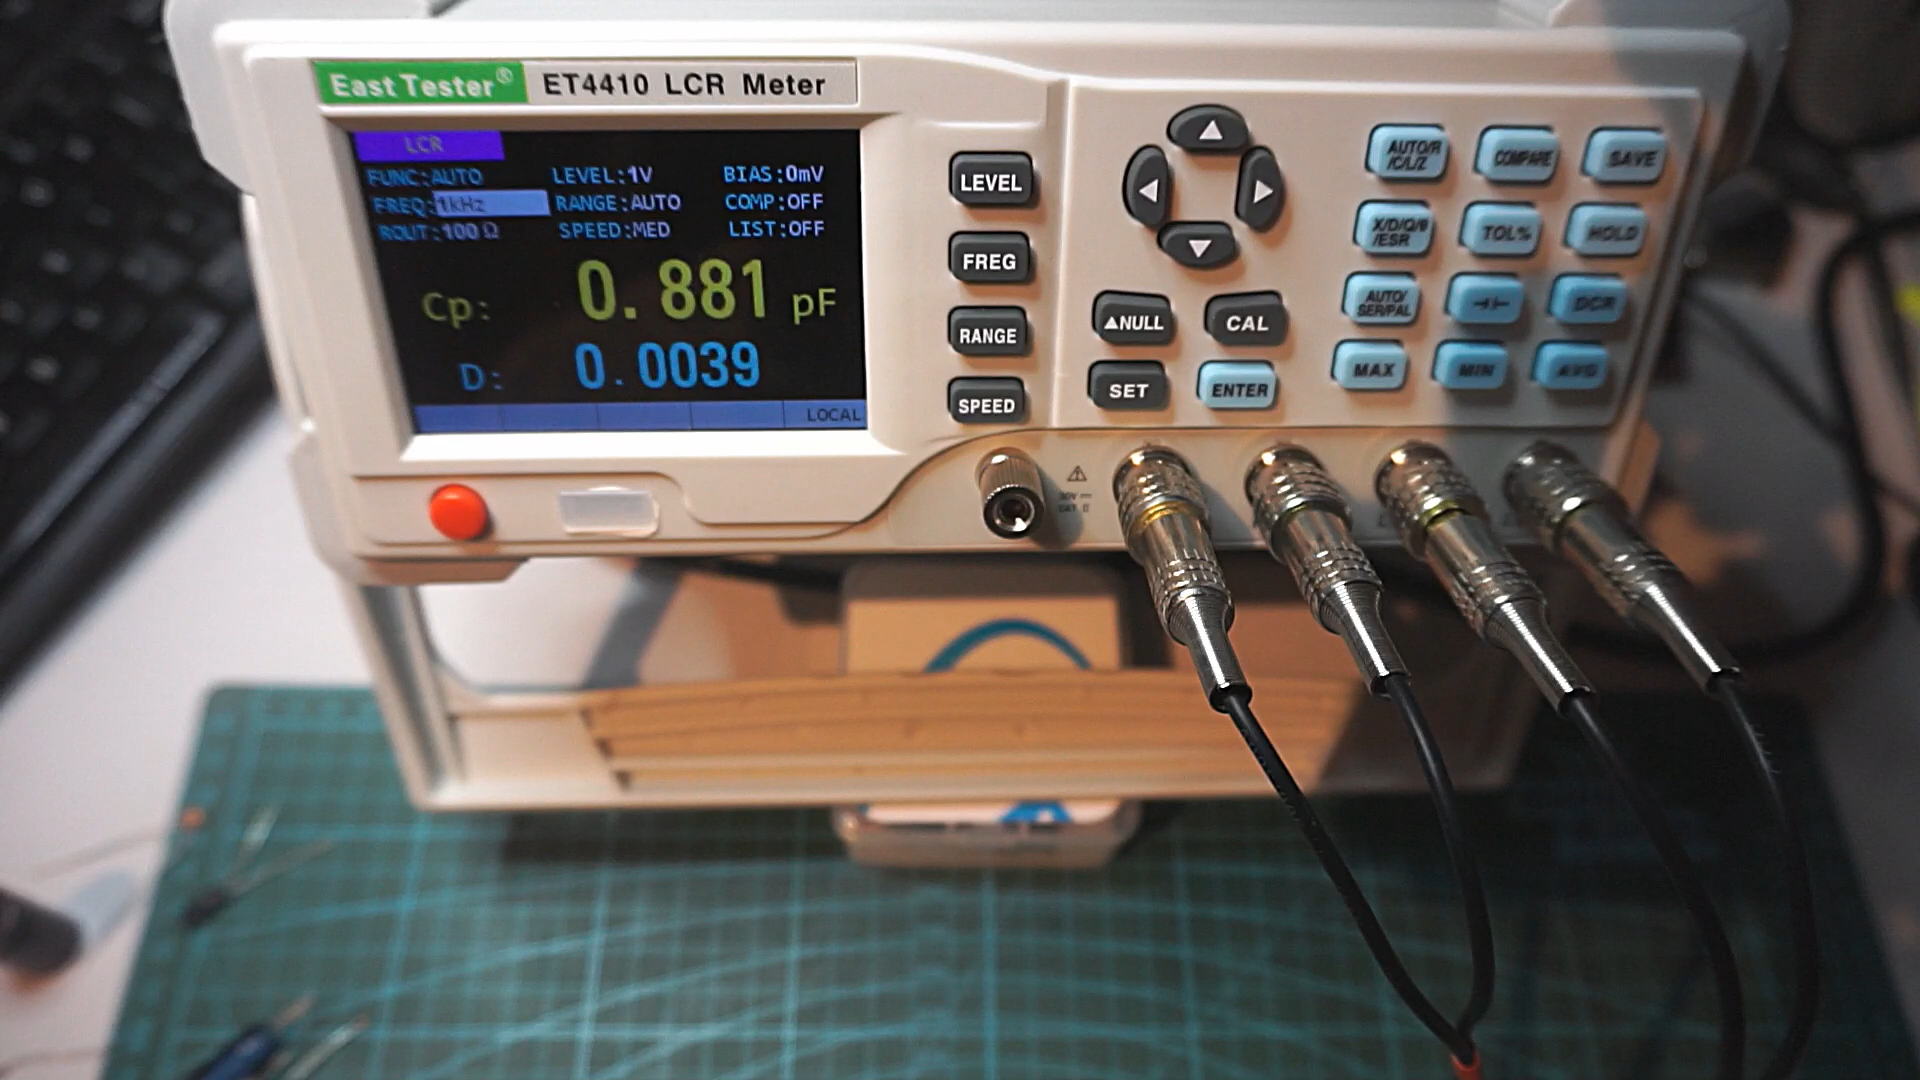 East Tester® ET4410 LCR Meter
LCR
FUNC:AUTO LEVEL:1V BIAS:0mV
FREQ:1kHz RANGE:AUTO COMP:OFF
ROUT:100 Ω SPEED:MED LIST:OFF
Cp: 0.881 pF
D: 0.0039
LOCAL
LEVEL
FREG
RANGE
SPEED
▲NULL CAL
SET ENTER
AUTO/R
/C/L/Z
COMPARE
SAVE
X/D/Q/θ
/ESR
TOL%
HOLD
AUTO/
SER/PAL
DCR
MAX MIN AVG